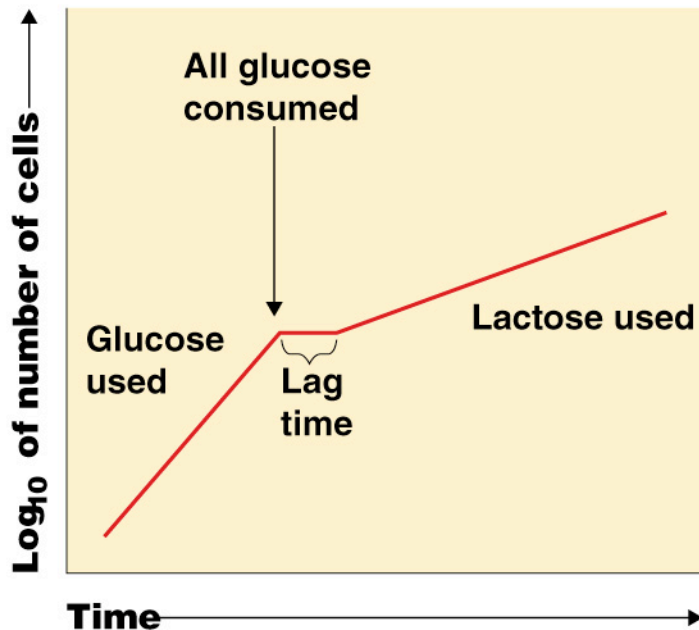 All glucose
consumed
Log₁₀ of number of cells
Glucose
used
Lactose used
Lag
time
Time